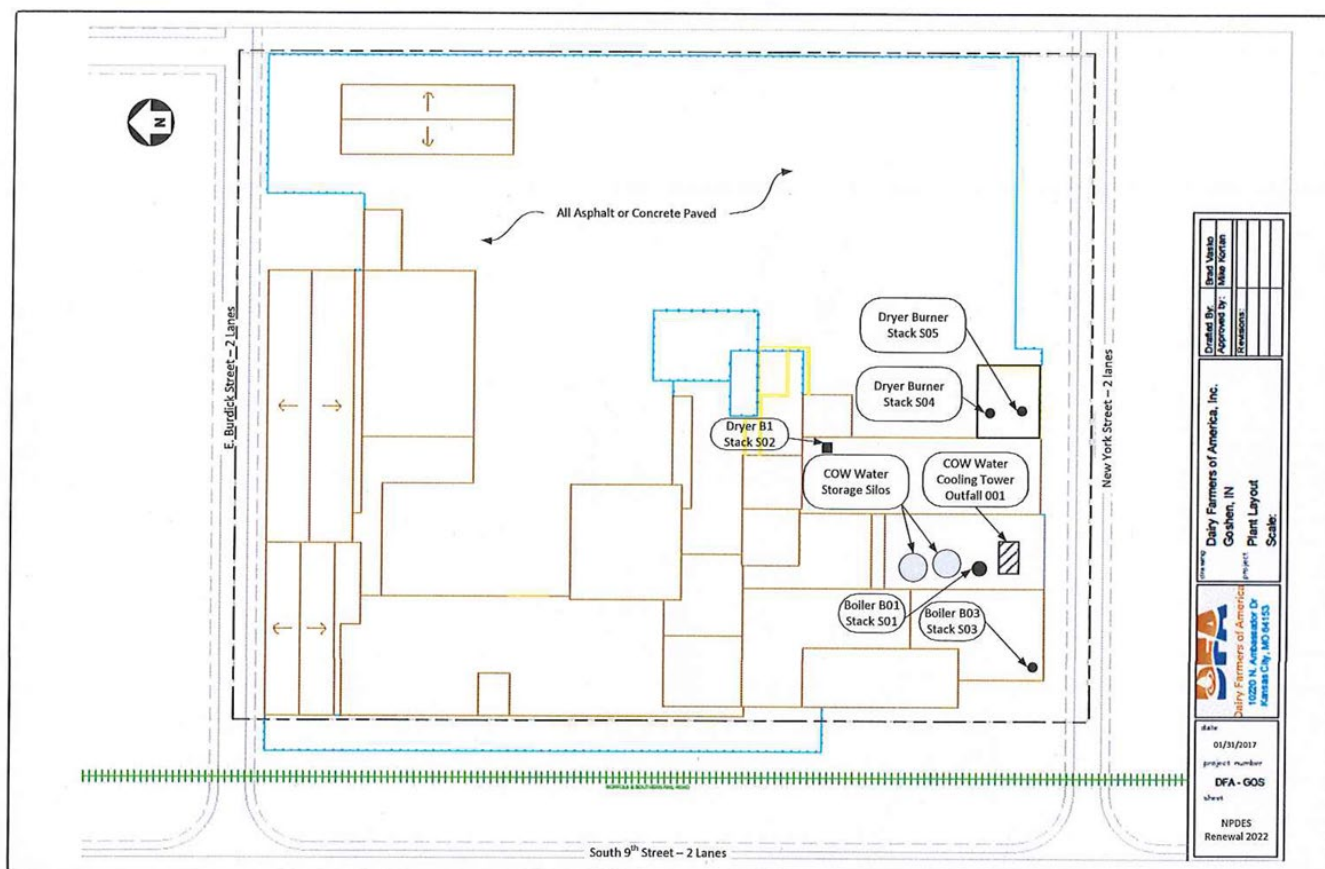 N
All Asphalt or Concrete Paved
E. Burdick Street – 2 Lanes
New York Street – 2 lanes
Dryer Burner
Stack S05
Dryer Burner
Stack S04
Dryer B1
Stack S02
COW Water
Storage Silos
COW Water
Cooling Tower
Outfall 001
Boiler B01
Stack S01
Boiler B03
Stack S03
South 9th Street – 2 Lanes
Drafted By: Brad Vasko
Approved by: Mike Kortan
Revisions:
drawing
Dairy Farmers of America, Inc.
Goshen, IN
project
Plant Layout
Scale:
DFA
Dairy Farmers of America
10220 N. Ambassador Dr
Kansas City, MO 64153
date
01/31/2017
project number
DFA - GOS
sheet
NPDES
Renewal 2022